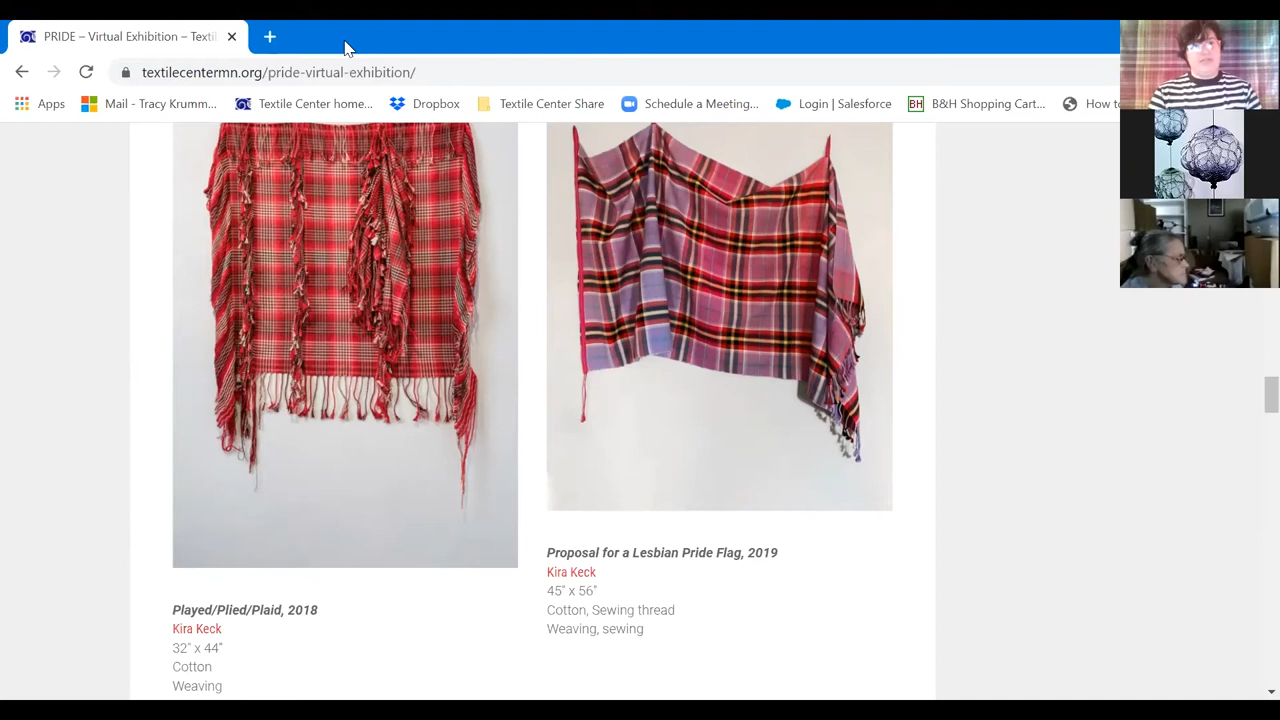 PRIDE – Virtual Exhibition – Texti
textilecentermn.org/pride-virtual-exhibition/
Apps
Mail - Tracy Krumm...
Textile Center home...
Dropbox
Textile Center Share
Schedule a Meeting...
Login | Salesforce
BH
B&H Shopping Cart...
How to
Proposal for a Lesbian Pride Flag, 2019
Kira Keck
45" x 56"
Cotton, Sewing thread
Weaving, sewing
Played/Plied/Plaid, 2018
Kira Keck
32" x 44"
Cotton
Weaving